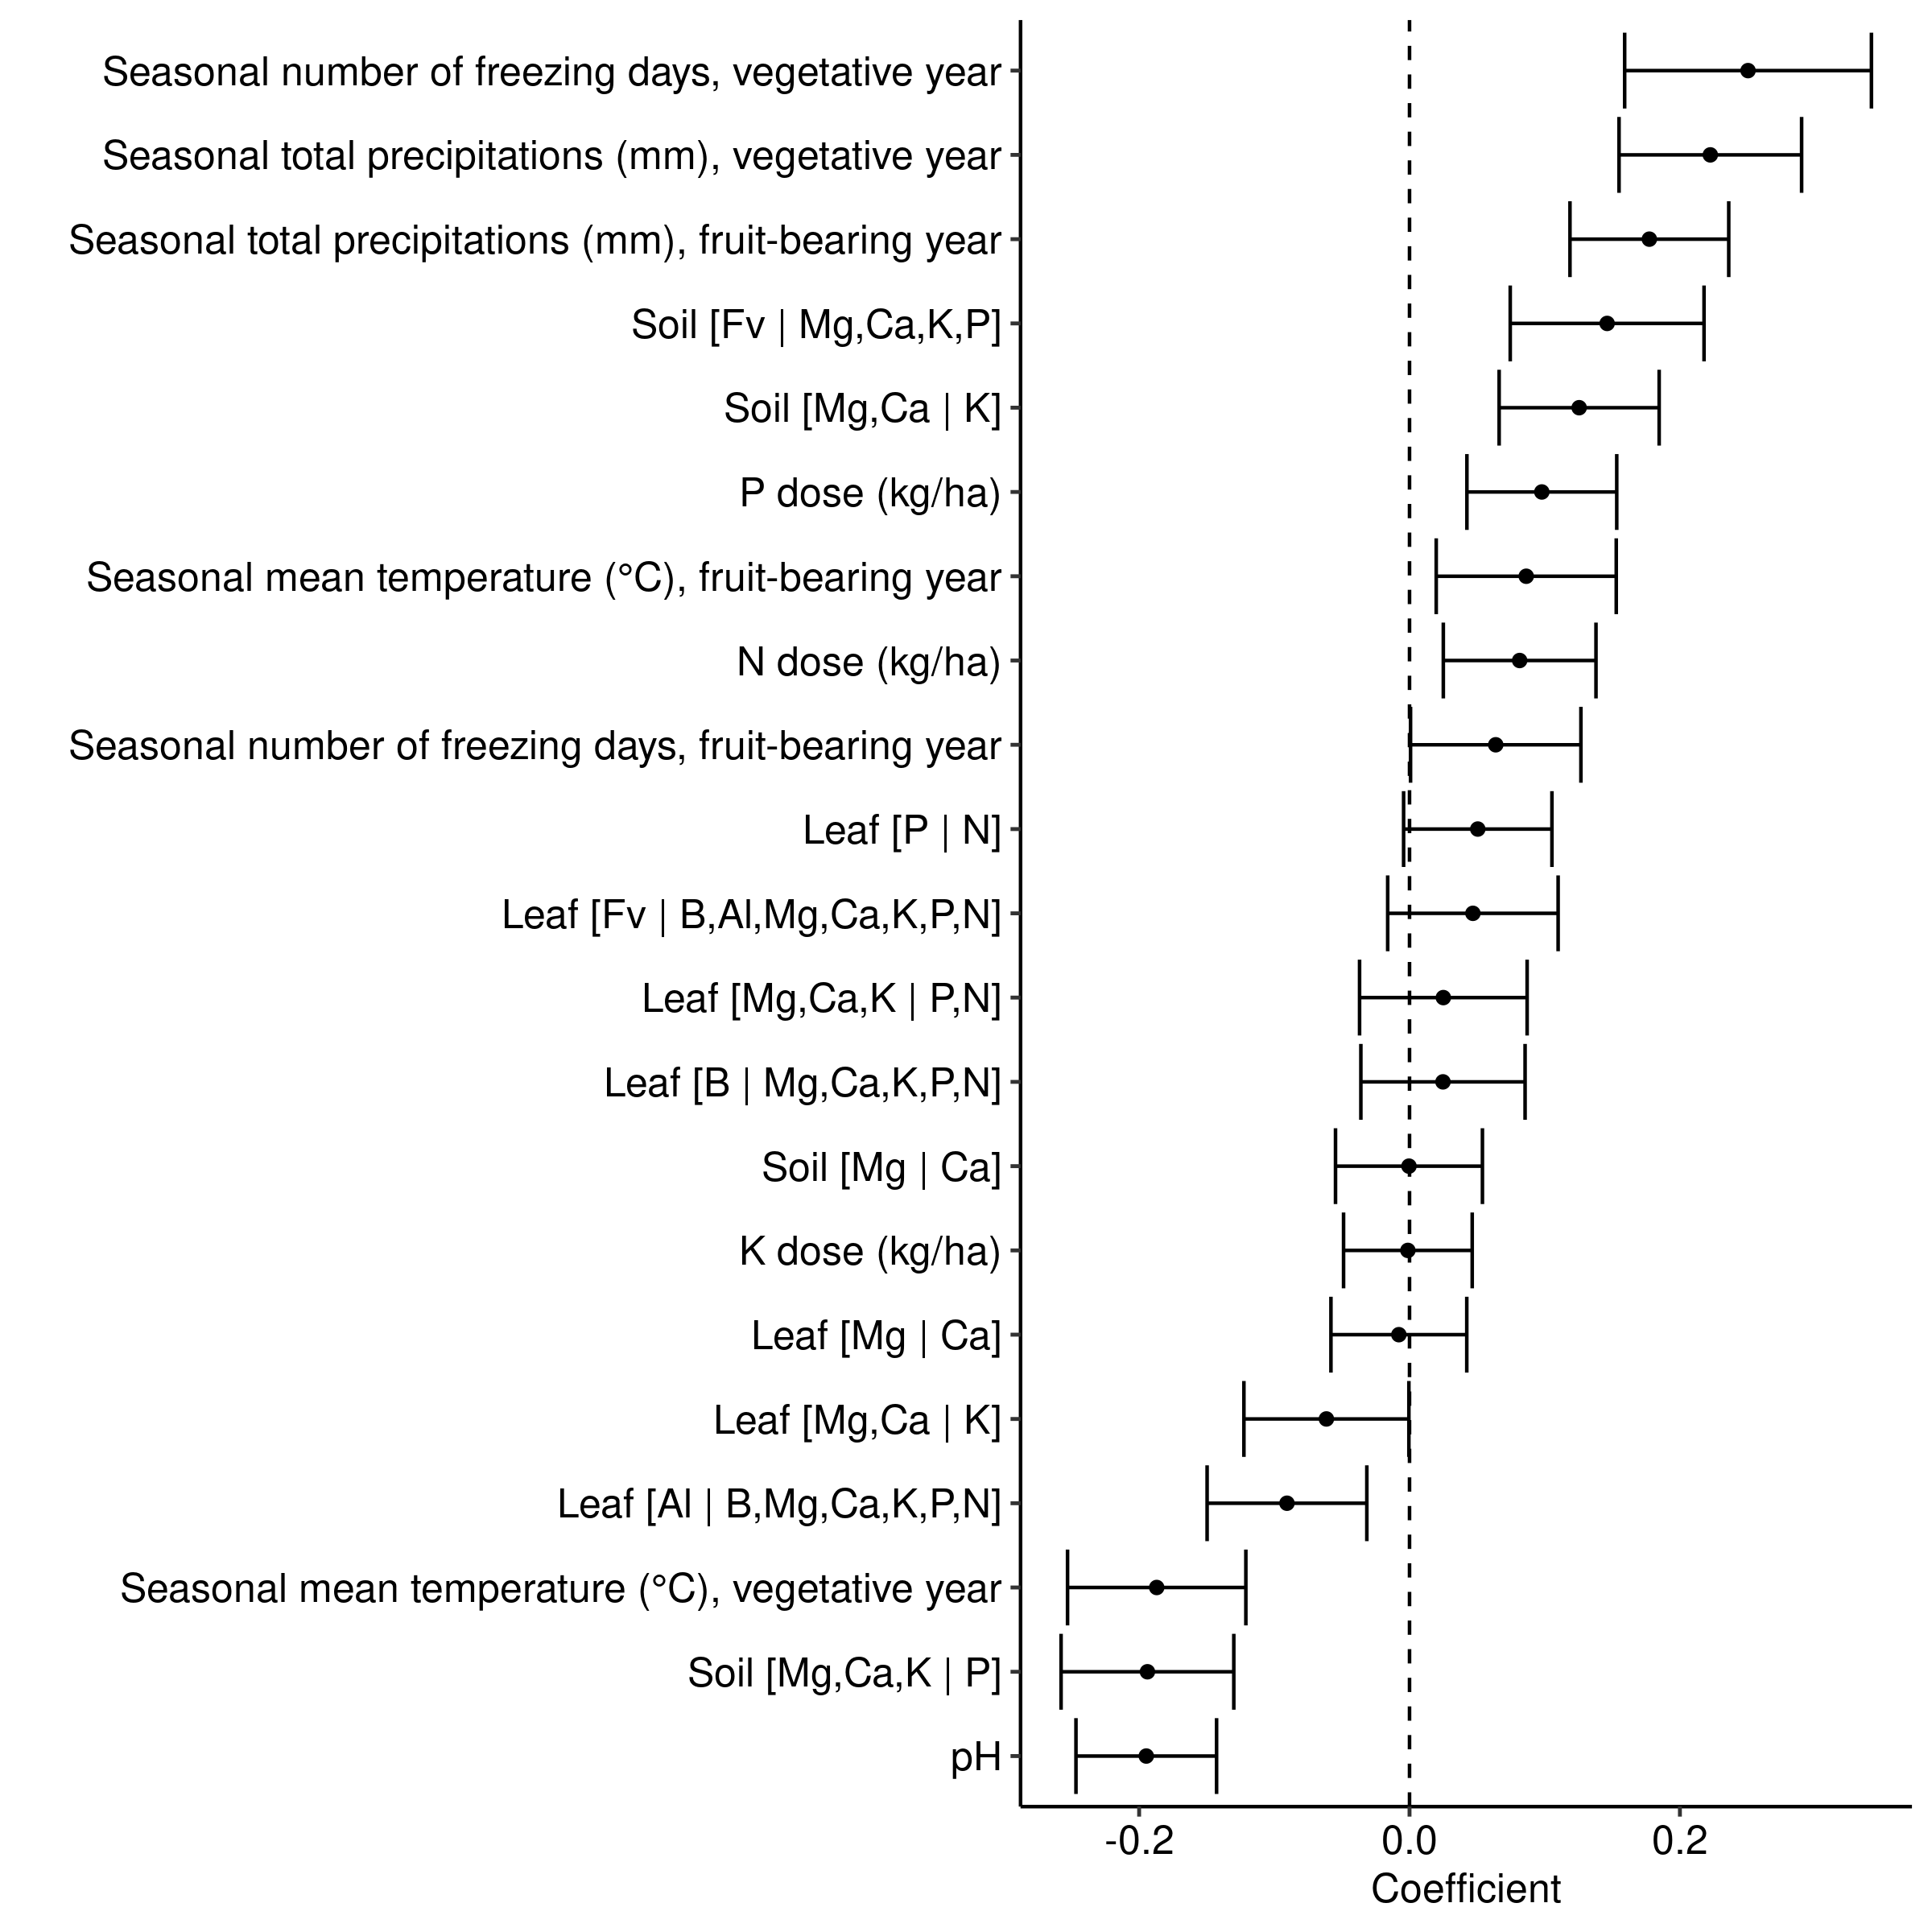 Seasonal number of freezing days, vegetative year
Seasonal total precipitations (mm), vegetative year
Seasonal total precipitations (mm), fruit-bearing year
Soil [Fv | Mg,Ca,K,P]
Soil [Mg,Ca | K]
P dose (kg/ha)
Seasonal mean temperature (°C), fruit-bearing year
N dose (kg/ha)
Seasonal number of freezing days, fruit-bearing year
Leaf [P | N]
Leaf [Fv | B,Al,Mg,Ca,K,P,N]
Leaf [Mg,Ca,K | P,N]
Leaf [B | Mg,Ca,K,P,N]
Soil [Mg | Ca]
K dose (kg/ha)
Leaf [Mg | Ca]
Leaf [Mg,Ca | K]
Leaf [Al | B,Mg,Ca,K,P,N]
Seasonal mean temperature (°C), vegetative year
Soil [Mg,Ca,K | P]
pH
-0.2 0.0 0.2
Coefficient